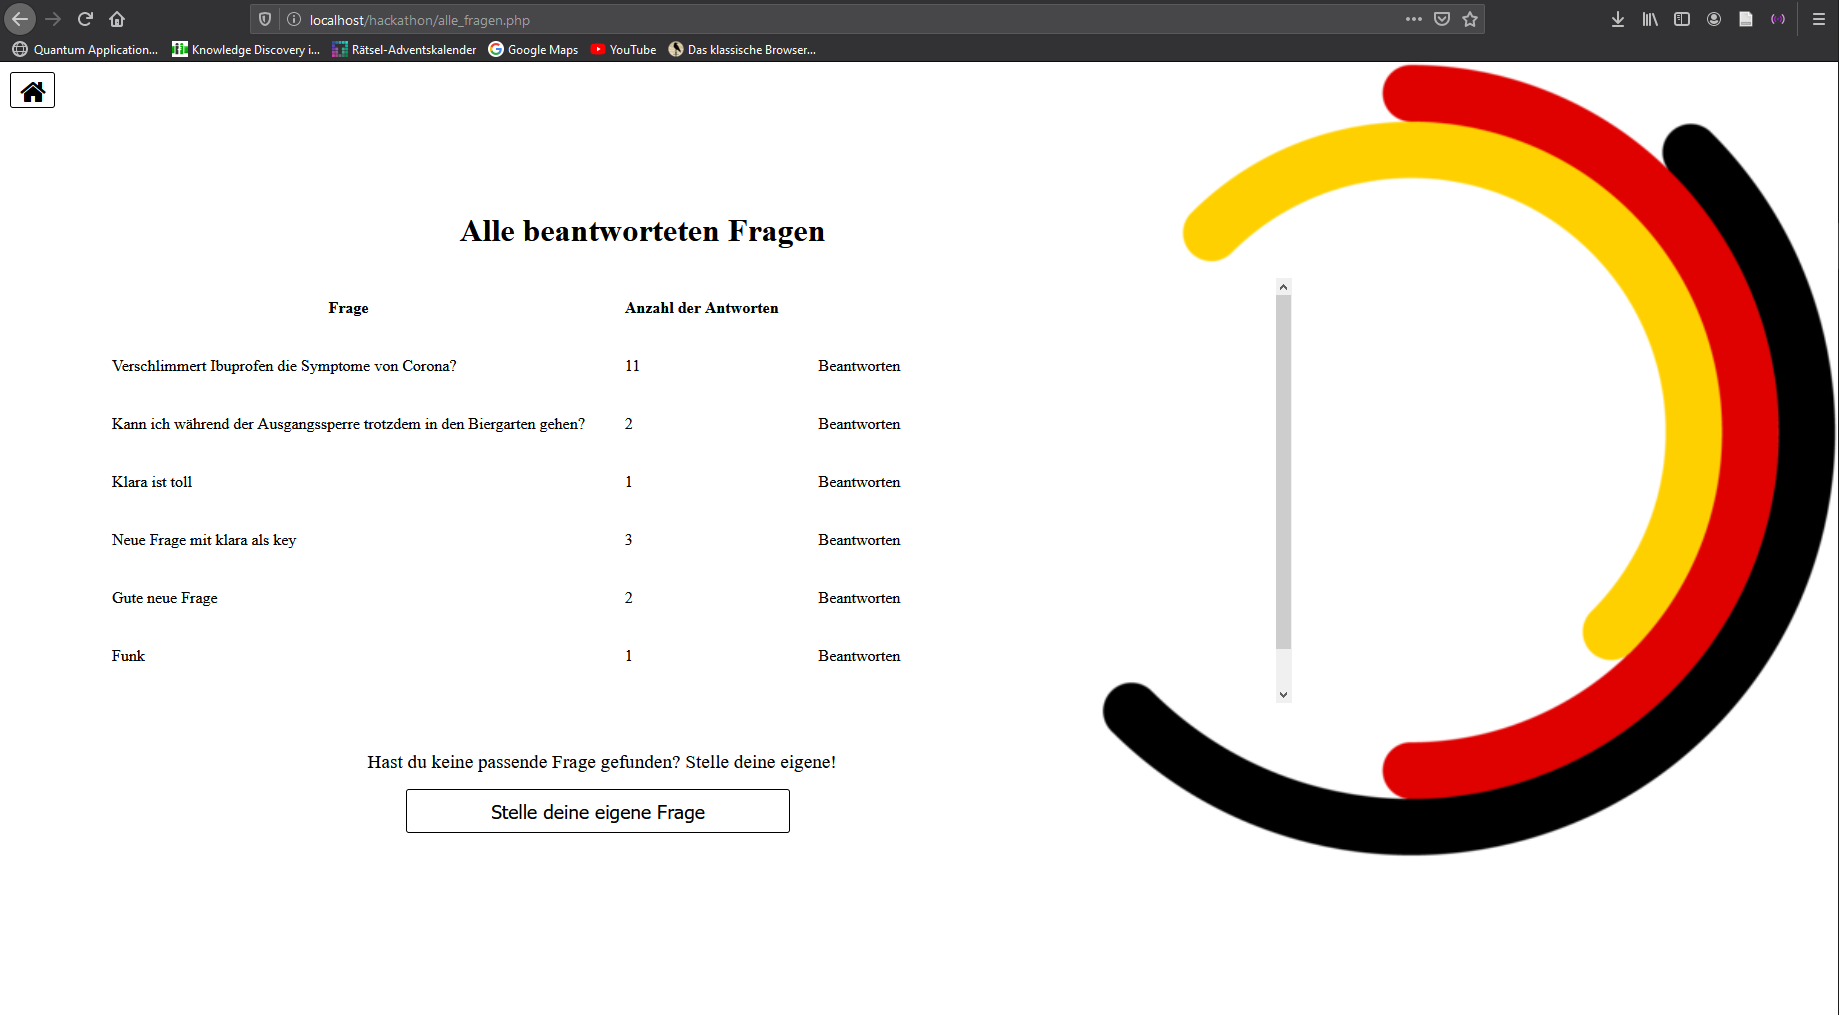 localhost/hackathon/alle_fragen.php
Quantum Application...
Knowledge Discovery i...
Rätsel-Adventskalender
Google Maps
YouTube
Das klassische Browser...
Alle beantworteten Fragen
Frage Anzahl der Antworten
Verschlimmert Ibuprofen die Symptome von Corona? 11 Beantworten
Kann ich während der Ausgangssperre trotzdem in den Biergarten gehen? 2 Beantworten
Klara ist toll 1 Beantworten
Neue Frage mit klara als key 3 Beantworten
Gute neue Frage 2 Beantworten
Funk 1 Beantworten
Hast du keine passende Frage gefunden? Stelle deine eigene!
Stelle deine eigene Frage